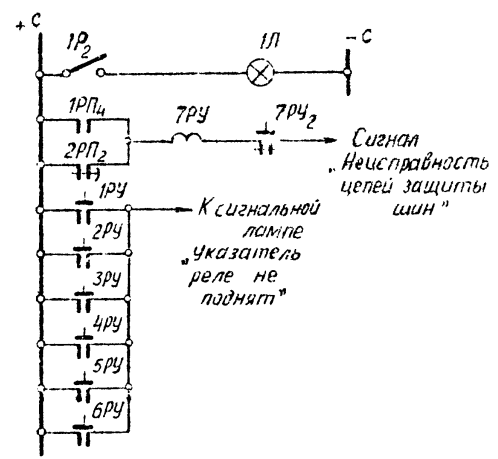 + С
- С
1Р2
1Л
1РП4
7РУ
7РУ2
Сигнал
„Неисправность
цепей защиты
шин"
2РП2
1РУ
К сигнальной
лампе
„Указатель
реле не
поднят"
2РУ
3РУ
4РУ
5РУ
6РУ